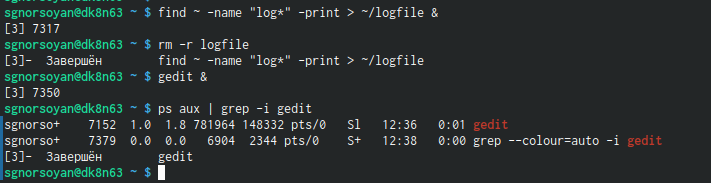 sgnorsoyan@dk8n63 ~ $ find ~ -name "log*" -print > ~/logfile &
[3] 7317
sgnorsoyan@dk8n63 ~ $ rm -r logfile
[3]-  Завершён        find ~ -name "log*" -print > ~/logfile
sgnorsoyan@dk8n63 ~ $ gedit &
[3] 7350
sgnorsoyan@dk8n63 ~ $ ps aux | grep -i gedit
sgnorso+    7152  1.0  1.8 781964 148332 pts/0   Sl   12:36   0:01 gedit
sgnorso+    7379  0.0  0.0   6904  2344 pts/0    S+   12:38   0:00 grep --colour=auto -i gedit
[3]-  Завершён        gedit
sgnorsoyan@dk8n63 ~ $